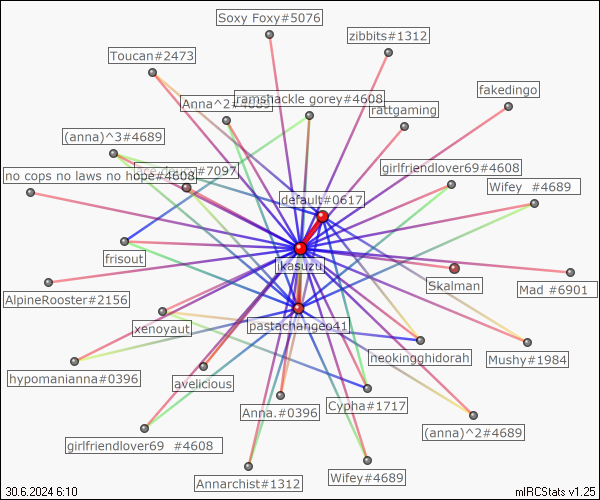 Soxy Foxy#5076
zibbits#1312
Toucan#2473
fakedingo
Anna^2#4689
ramshackle gorey#4608
rattgaming
(anna)^3#4689
no cops no laws no hope#4608
#7097
girlfriendlover69#4608
Wifey  #4689
default#0617
frisout
ikasuzu
Skalman
Mad #6901
AlpineRooster#2156
xenoyaut
pastachangeo41
neokingghidorah
Mushy#1984
hypomanianna#0396
avelicious
Anna.#0396
Cypha#1717
(anna)^2#4689
girlfriendlover69  #4608
Annarchist#1312
Wifey#4689
30.6.2024 6:10
mIRCStats v1.25